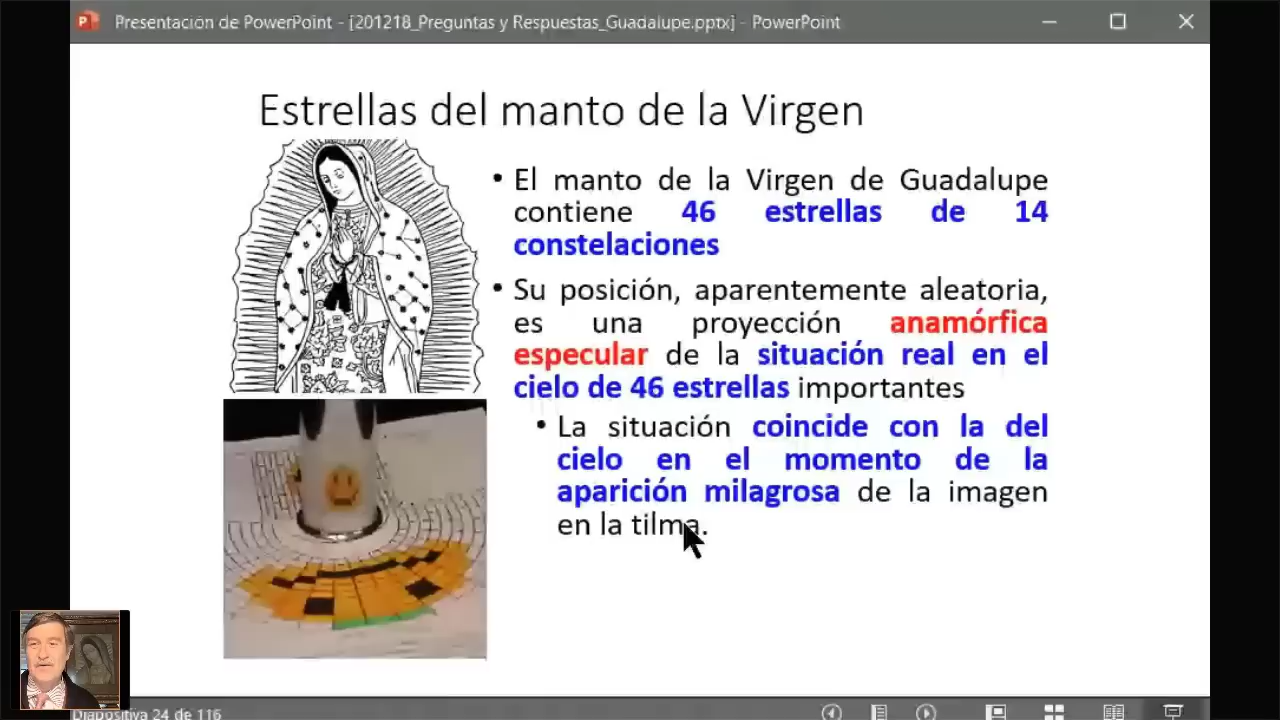 Presentación de PowerPoint - [201218_Preguntas y Respuestas_Guadalupe.pptx] - PowerPoint
Estrellas del manto de la Virgen
• El manto de la Virgen de Guadalupe
contiene 46 estrellas de 14
constelaciones
• Su posición, aparentemente aleatoria,
es una proyección anamórfica
especular de la situación real en el
cielo de 46 estrellas importantes
• La situación coincide con la del
cielo en el momento de la
aparición milagrosa de la imagen
en la tilma.
Diapositiva 24 de 116